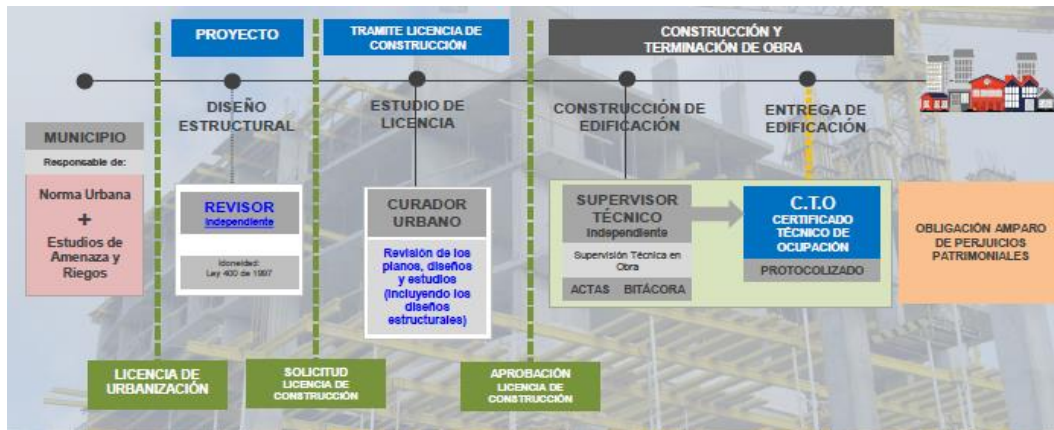 PROYECTO
TRAMITE LICENCIA DE
CONSTRUCCIÓN
CONSTRUCCIÓN Y
TERMINACIÓN DE OBRA
DISEÑO
ESTRUCTURAL
ESTUDIO DE
LICENCIA
CONSTRUCCIÓN DE
EDIFICACIÓN
ENTREGA DE
EDIFICACIÓN
MUNICIPIO
Responsable de:
Norma Urbana
+
Estudios de
Amenaza y
Riegos
REVISOR
Independiente
Idoneidad:
Ley 400 de 1997
CURADOR
URBANO
Revisión de los
planos, diseños
y estudios
(incluyendo los
diseños
estructurales)
SUPERVISOR
TÉCNICO
Independiente
Supervisión Técnica en
Obra
ACTAS BITÁCORA
C.T.O
CERTIFICADO
TÉCNICO DE
OCUPACIÓN
PROTOCOLIZADO
OBLIGACIÓN AMPARO
DE PERJUICIOS
PATRIMONIALES
LICENCIA DE
URBANIZACIÓN
SOLICITUD
LICENCIA DE
CONSTRUCCIÓN
APROBACIÓN
LICENCIA DE
CONSTRUCCIÓN